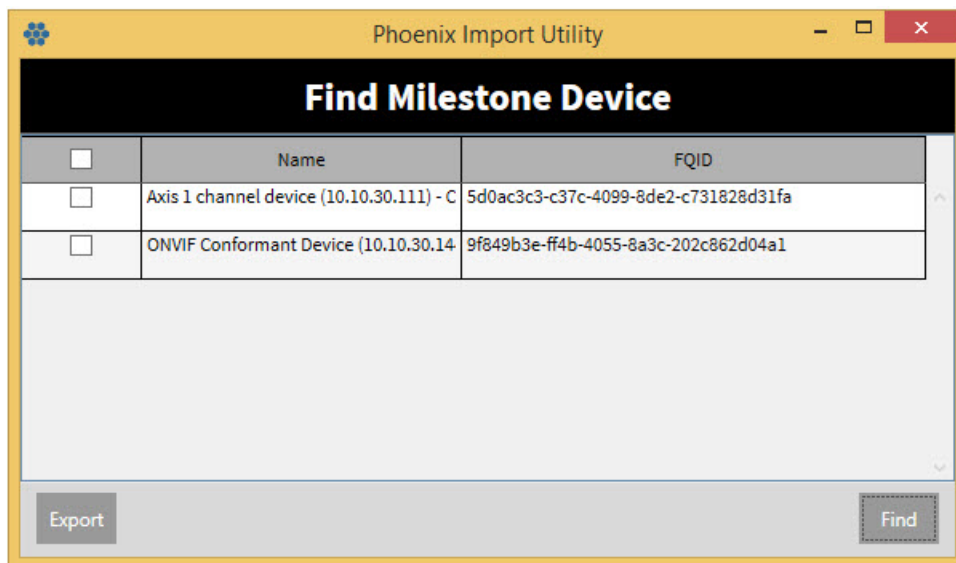 Phoenix Import Utility
Find Milestone Device
Name FQID
Axis 1 channel device (10.10.30.111) - C 5d0ac3c3-c37c-4099-8de2-c731828d31fa
ONVIF Conformant Device (10.10.30.14 9f849b3e-ff4b-4055-8a3c-202c862d04a1
Export Find